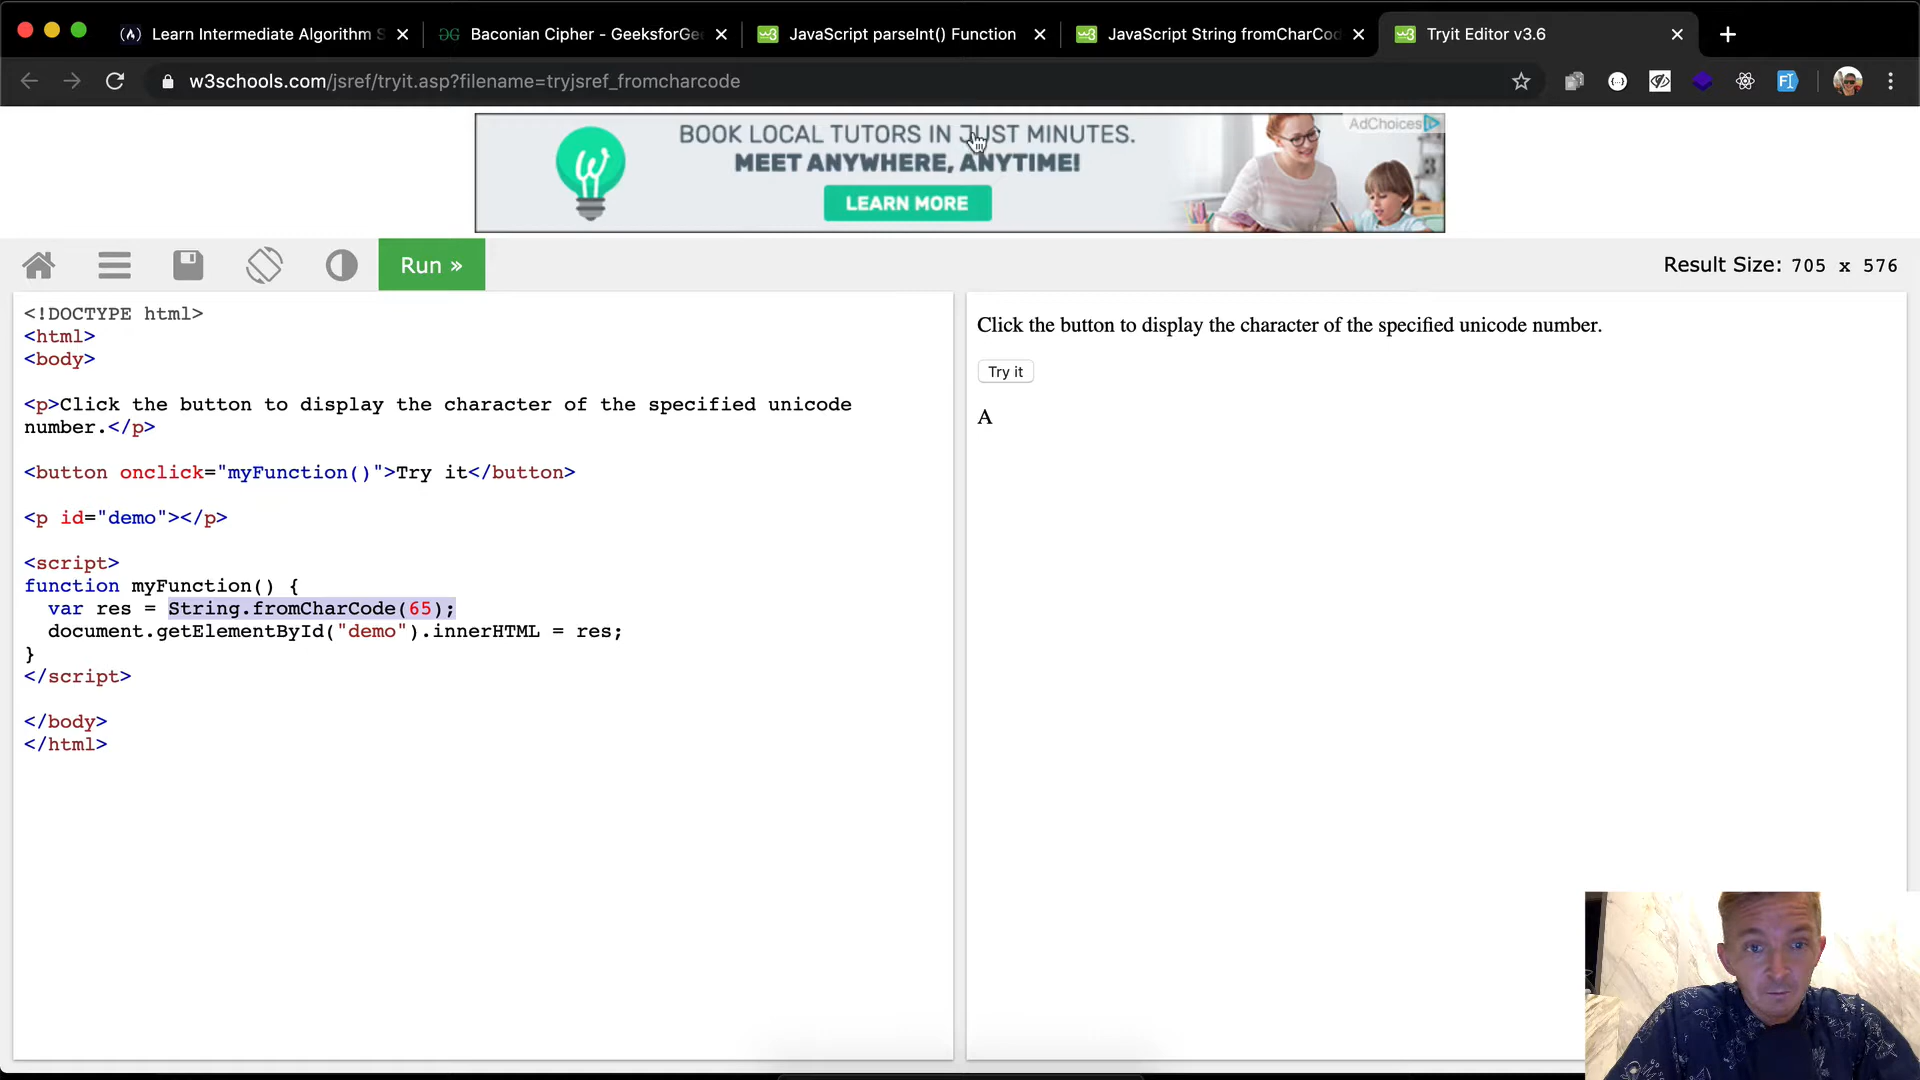 Learn Intermediate Algorithm S
Baconian Cipher - GeeksforGe
JavaScript parseInt() Function
JavaScript String fromCharCo
Tryit Editor v3.6
w3schools.com/jsref/tryit.asp?filename=tryjsref_fromcharcode
BOOK LOCAL TUTORS IN JUST MINUTES.
MEET ANYWHERE, ANYTIME!
LEARN MORE
AdChoices
Run »
Result Size: 705 x 576
<!DOCTYPE html>
<html>
<body>
<p>Click the button to display the character of the specified unicode
number.</p>
<button onclick="myFunction()">Try it</button>
<p id="demo"></p>
<script>
function myFunction() {
  var res = String.fromCharCode(65);
  document.getElementById("demo").innerHTML = res;
}
</script>
</body>
</html>
Click the button to display the character of the specified unicode number.
Try it
A